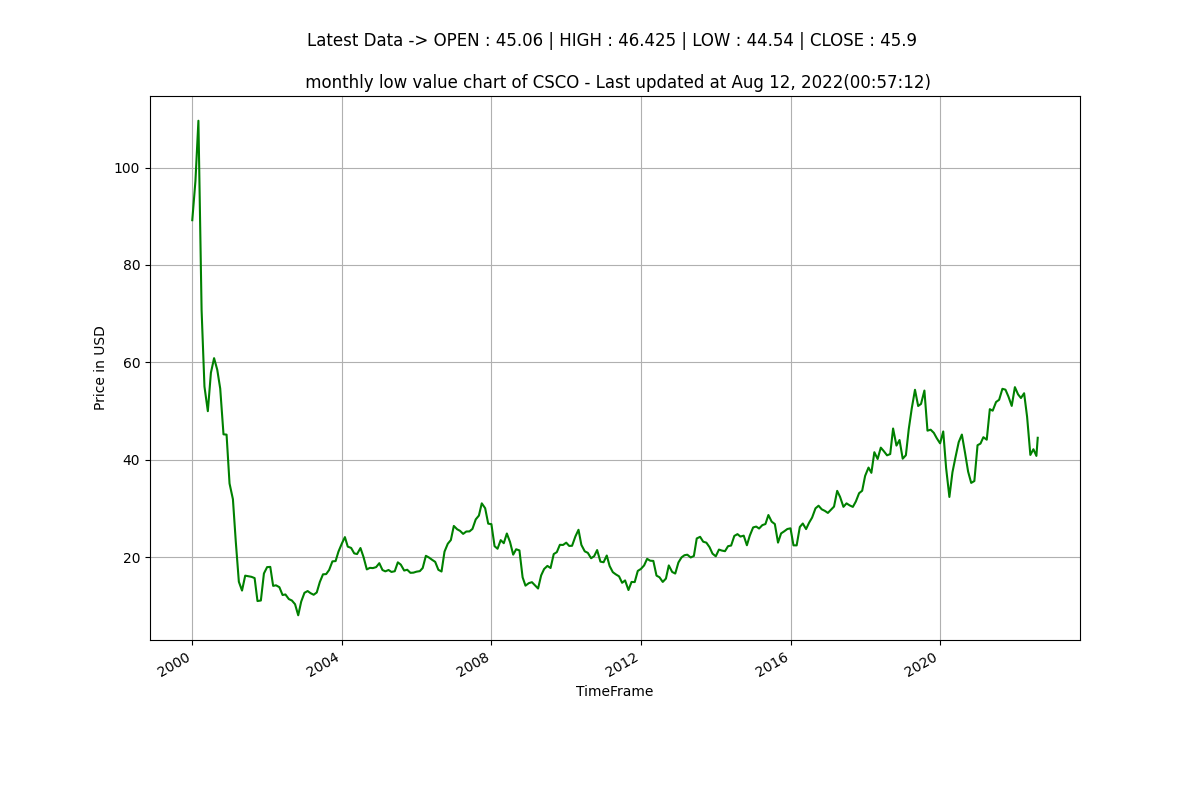 Latest Data -> OPEN : 45.06 | HIGH : 46.425 | LOW : 44.54 | CLOSE : 45.9
monthly low value chart of CSCO - Last updated at Aug 12, 2022(00:57:12)
100
80
60
40
20
Price in USD
2000
2004
2008
2012
2016
2020
TimeFrame